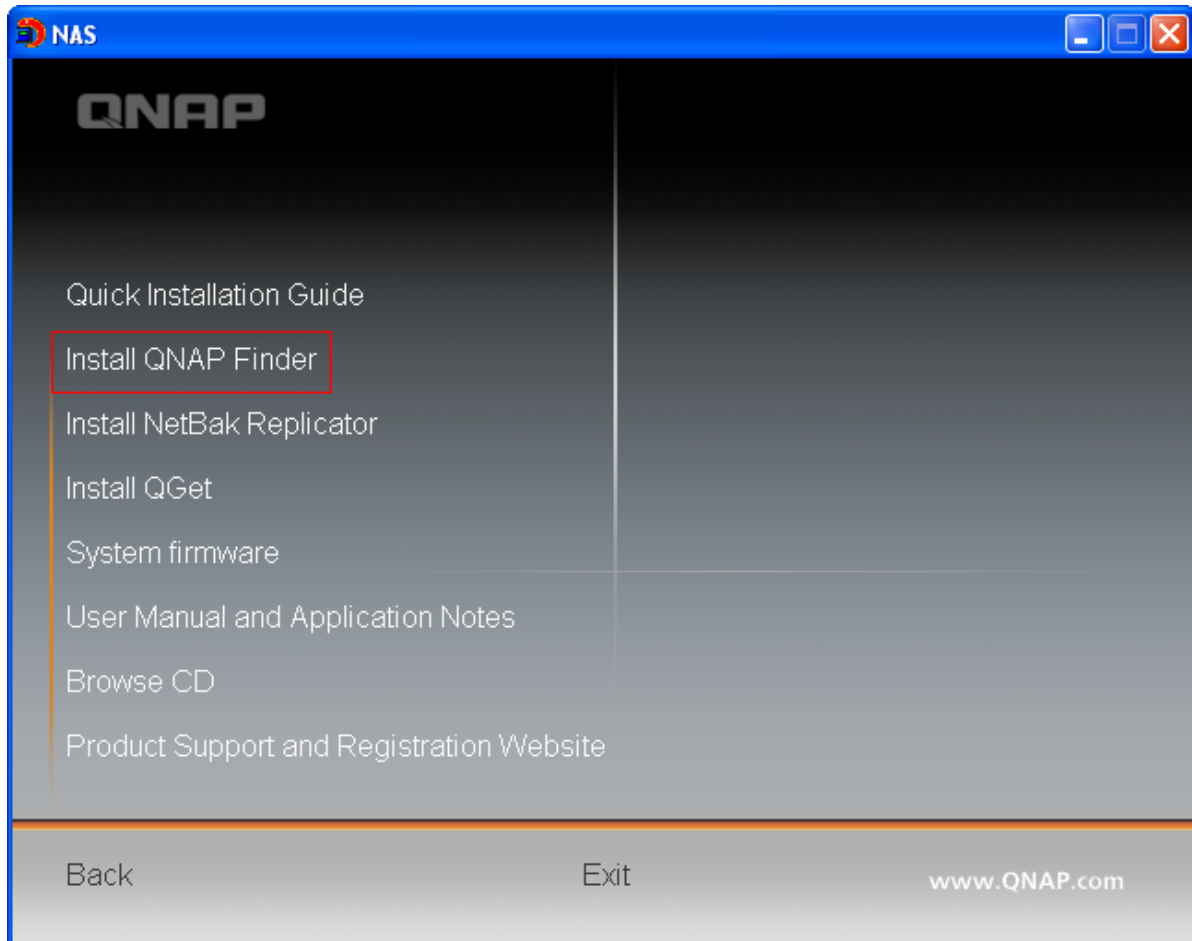 NAS
QNAP
Quick Installation Guide
Install QNAP Finder
Install NetBak Replicator
Install QGet
System firmware
User Manual and Application Notes
Browse CD
Product Support and Registration Website
Back Exit www.QNAP.com